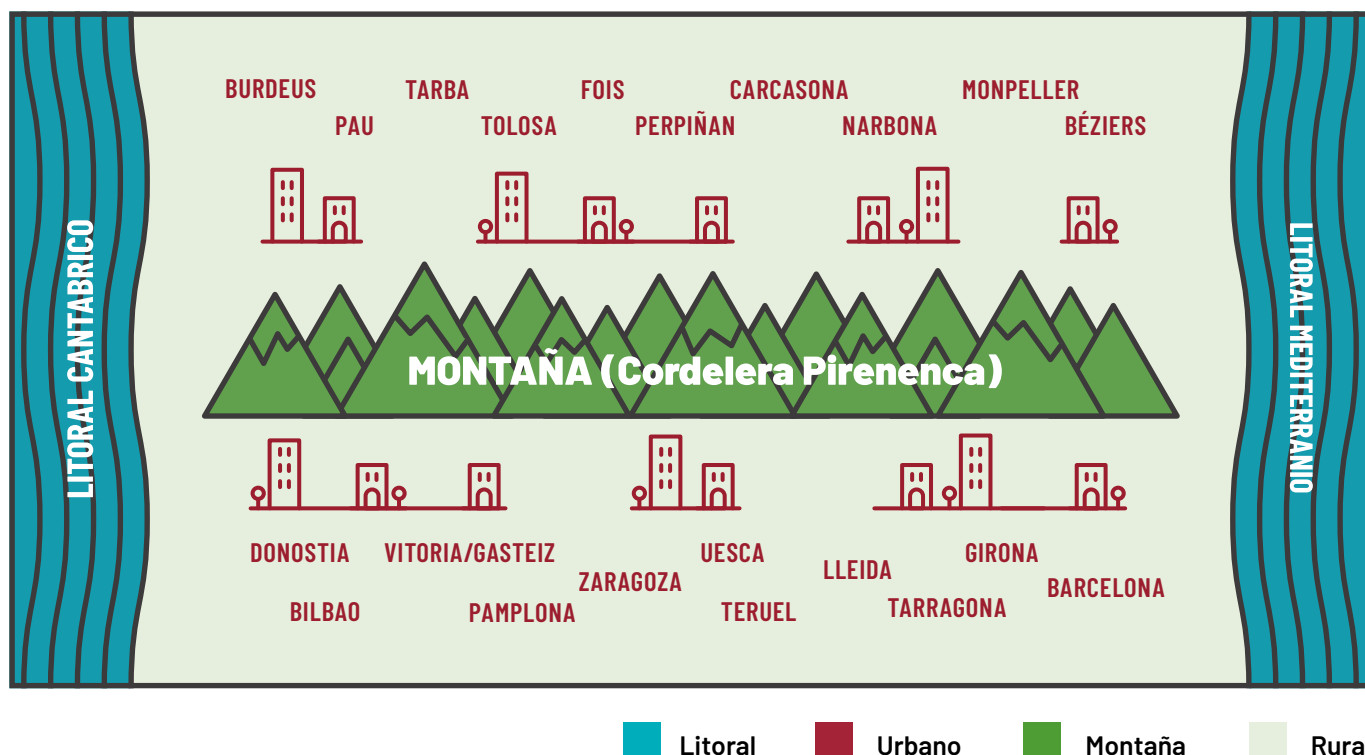 BURDEUS
TARBA
FOIS
CARCASONA
MONPELLER
PAU
TOLOSA
PERPIÑAN
NARBONA
BÉZIERS
LITORAL CANTABRICO
LITORAL MEDITERRANIO
MONTAÑA (Cordelera Pirenenca)
DONOSTIA
VITORIA/GASTEIZ
UESCA
GIRONA
LLEIDA
ZARAGOZA
BARCELONA
BILBAO
PAMPLONA
TERUEL
TARRAGONA
Litoral
Urbano
Montaña
Rura